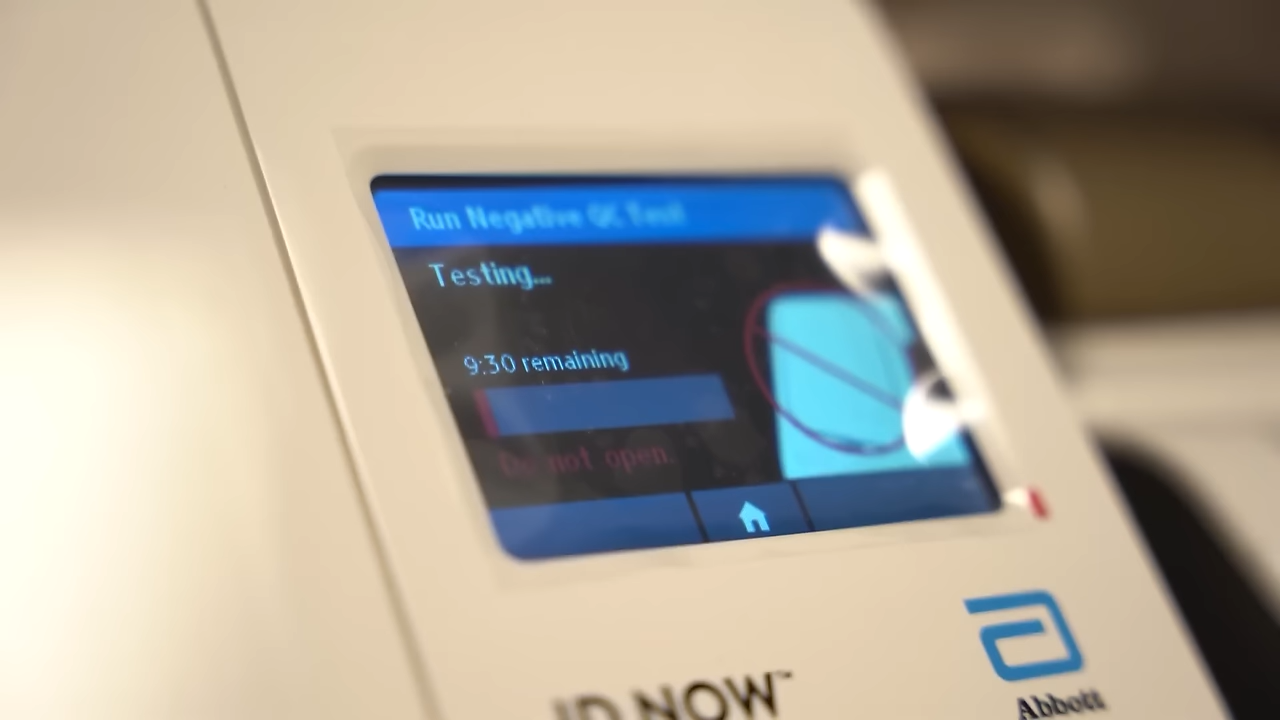 Run Negative QC Test
Testing...
9:30 remaining
Do not open.
ID NOW™
Abbott